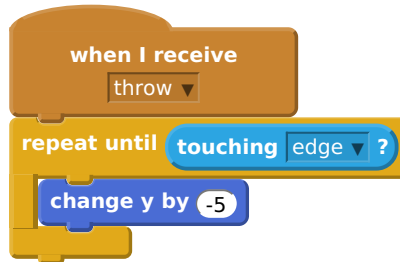 when I receive
throw ▼
repeat until touching edge ▼ ?
change y by -5